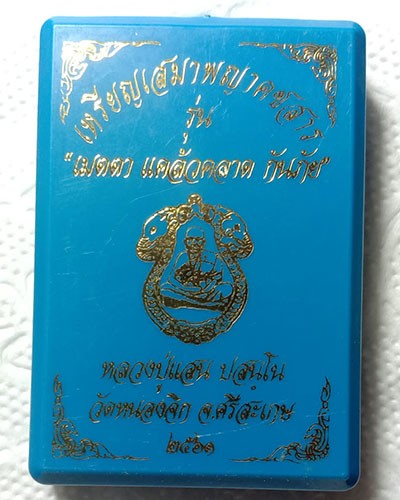 เหรียญเสมาพญาคชสาร
รุ่น
"เมตตา แคล้วคลาด กันภัย"
หลวงปู่แสน ปสนฺโน
วัดหนองจิก จ.ศรีสะเกษ
๒๕๖๑